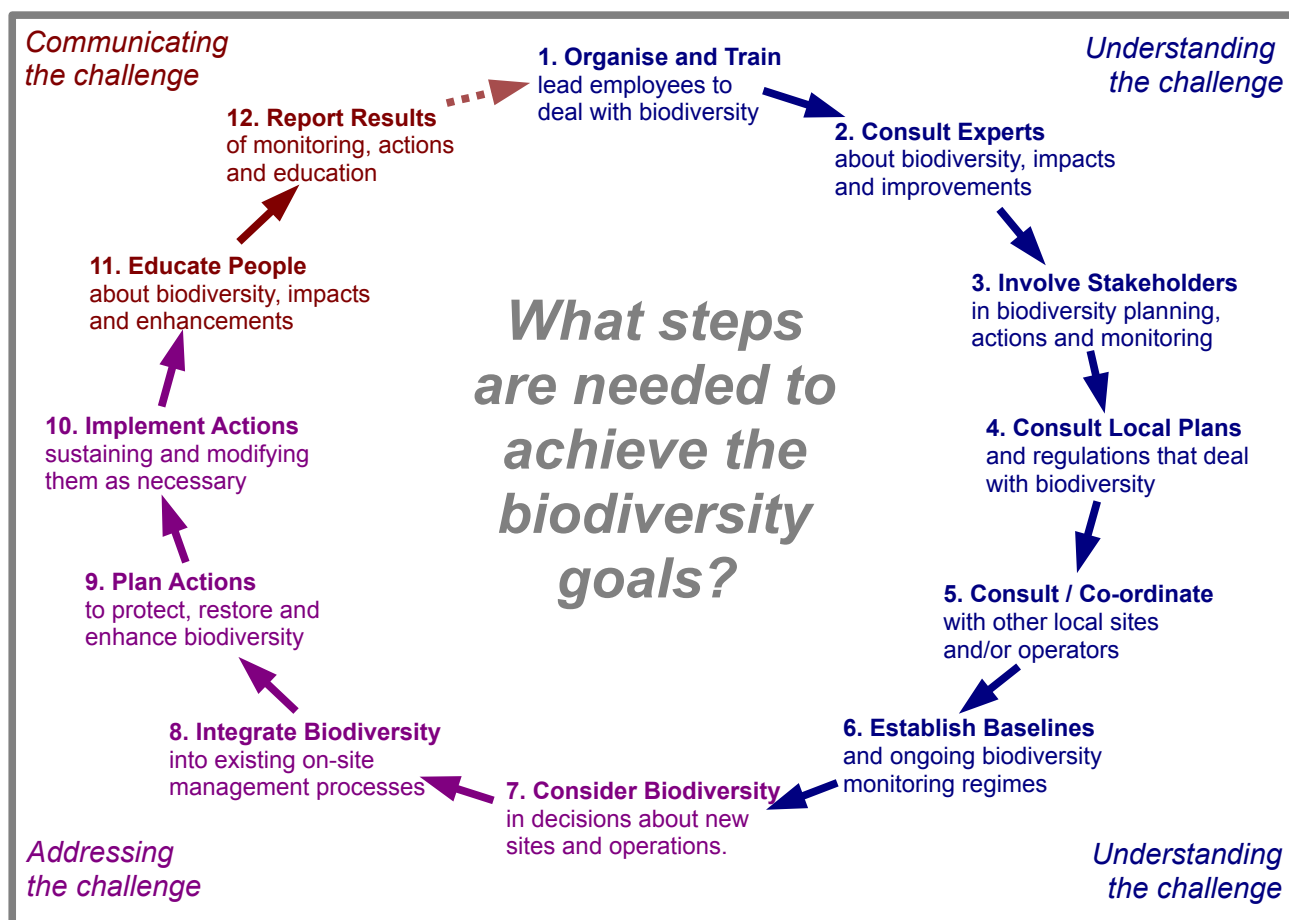 Communicating
the challenge
Understanding
the challenge
1. Organise and Train
lead employees to
deal with biodiversity
2. Consult Experts
about biodiversity, impacts
and improvements
3. Involve Stakeholders
in biodiversity planning,
actions and monitoring
4. Consult Local Plans
and regulations that deal
with biodiversity
5. Consult / Co-ordinate
with other local sites
and/or operators
6. Establish Baselines
and ongoing biodiversity
monitoring regimes
7. Consider Biodiversity
in decisions about new
sites and operations.
8. Integrate Biodiversity
into existing on-site
management processes
9. Plan Actions
to protect, restore and
enhance biodiversity
10. Implement Actions
sustaining and modifying
them as necessary
11. Educate People
about biodiversity, impacts
and enhancements
12. Report Results
of monitoring, actions
and education
What steps
are needed to
achieve the
biodiversity
goals?
Addressing
the challenge
Understanding
the challenge